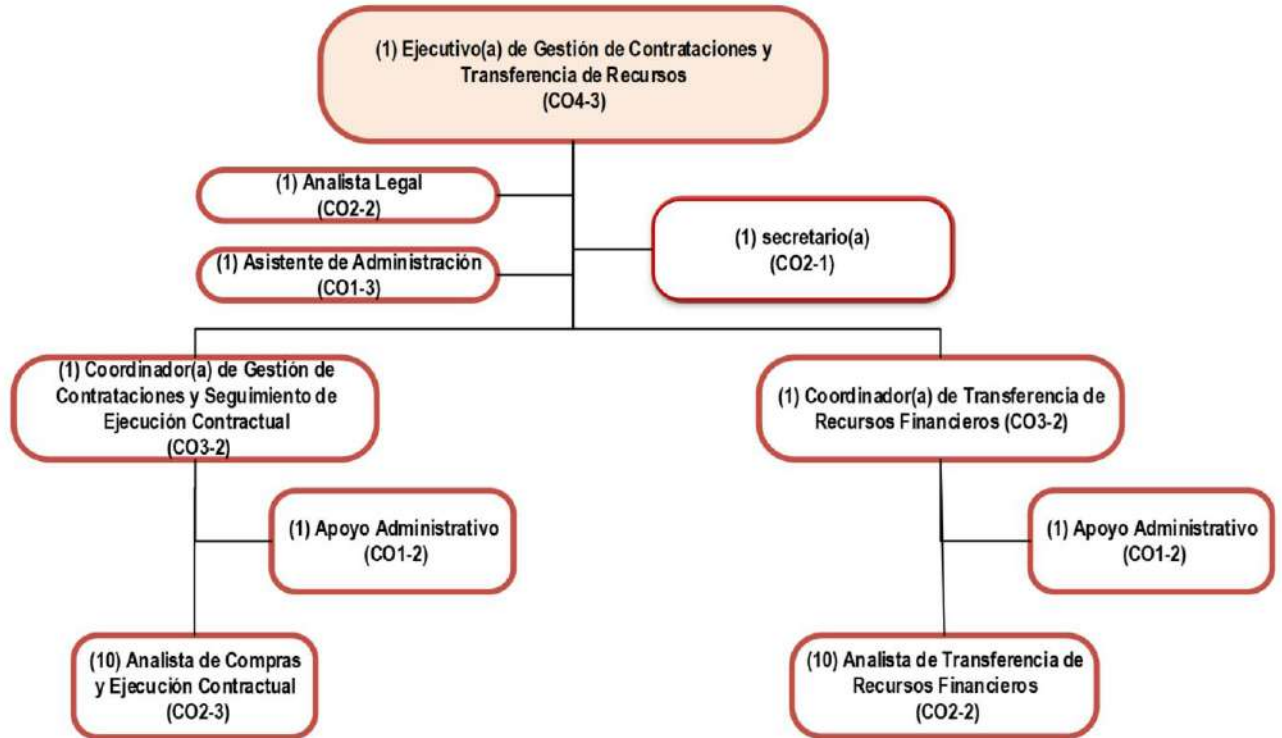 (1) Ejecutivo(a) de Gestión de Contrataciones y
Transferencia de Recursos
(CO4-3)
(1) Analista Legal
(CO2-2)
(1) secretario(a)
(CO2-1)
(1) Asistente de Administración
(CO1-3)
(1) Coordinador(a) de Gestión de
Contrataciones y Seguimiento de
Ejecución Contractual
(CO3-2)
(1) Coordinador(a) de Transferencia de
Recursos Financieros (CO3-2)
(1) Apoyo Administrativo
(CO1-2)
(1) Apoyo Administrativo
(CO1-2)
(10) Analista de Compras
y Ejecución Contractual
(CO2-3)
(10) Analista de Transferencia de
Recursos Financieros
(CO2-2)